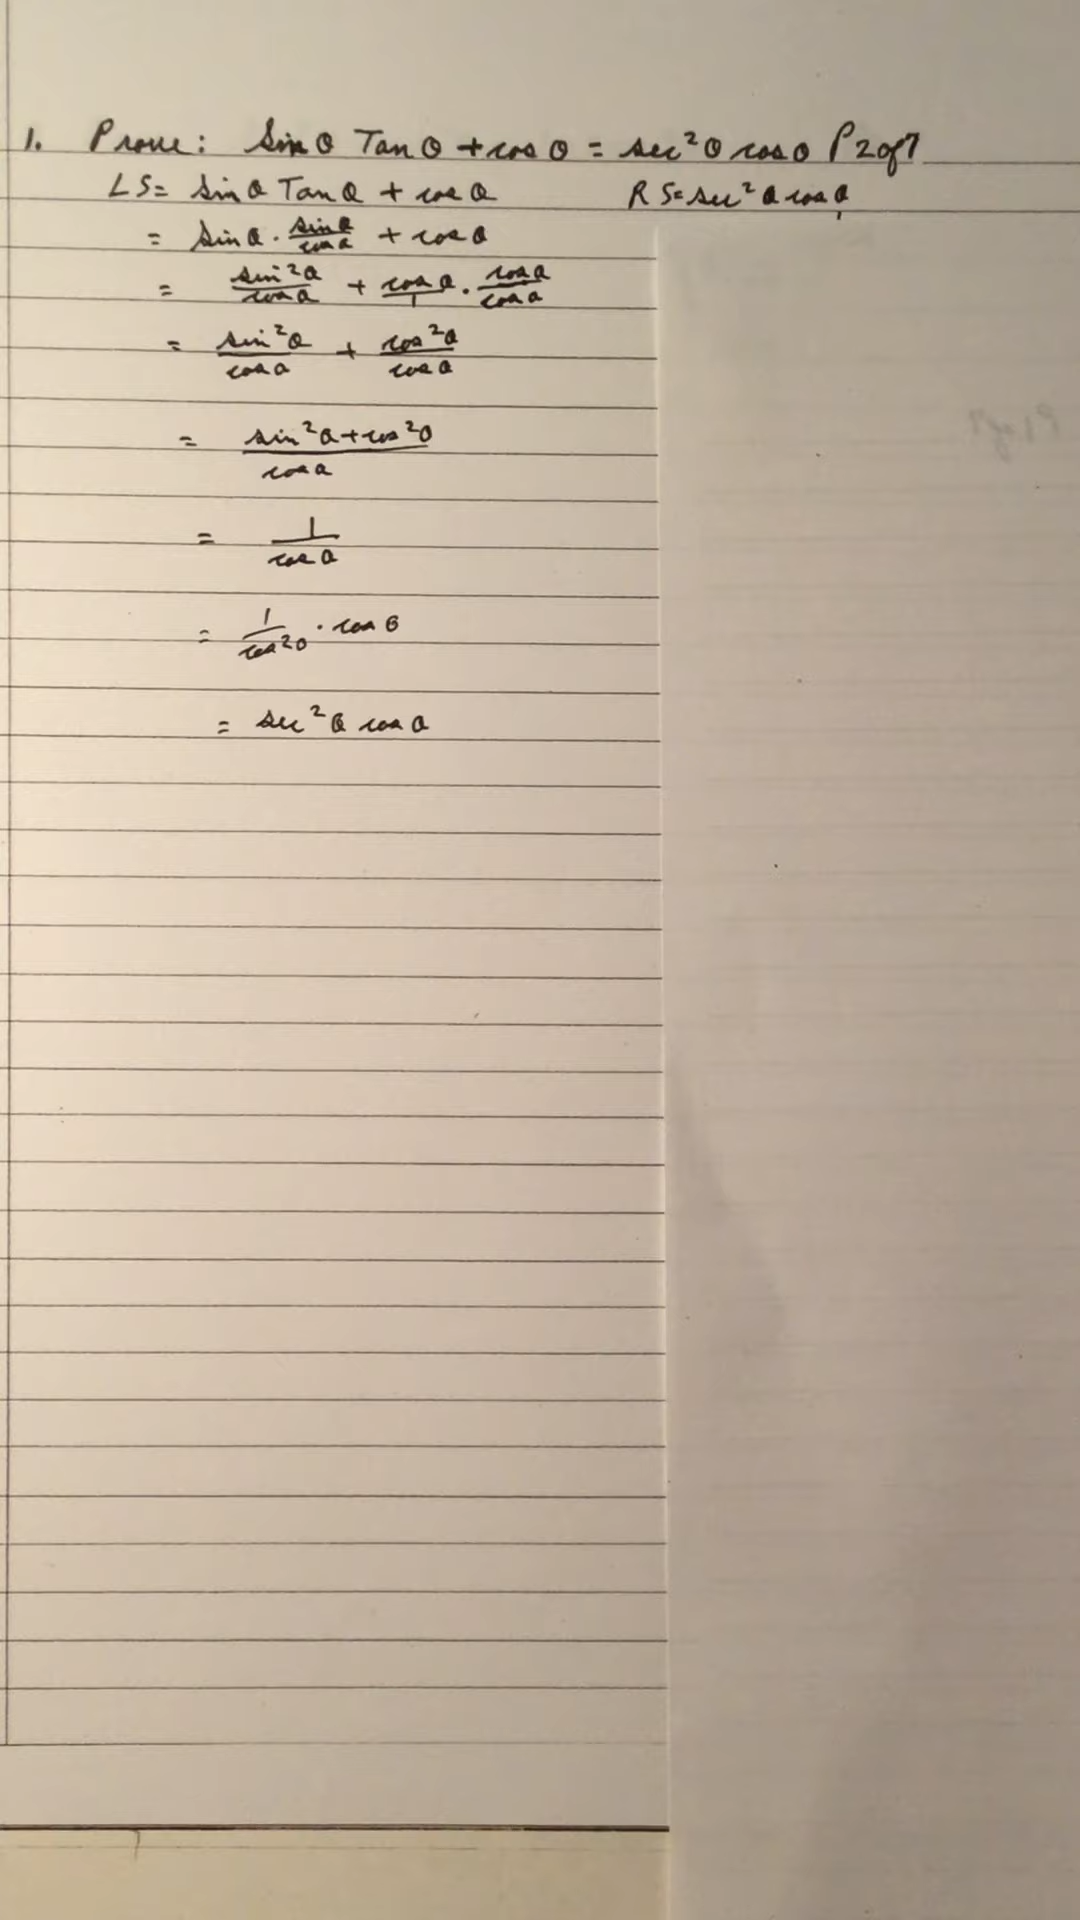 1. Prove: Sin θ Tan θ + cos θ = sec²θ cos θ P2of7
LS= sin θ Tan θ + cos θ RS= sec² θ cos θ
= sin θ · sin θ/cos θ + cos θ
= sin²θ/cos θ + cos θ/1 · cos θ/cos θ
= sin²θ/cos θ + cos²θ/cos θ
= sin²θ + cos²θ/cos θ
= 1/cos θ
= 1/cos²θ · cos θ
= sec²θ cos θ